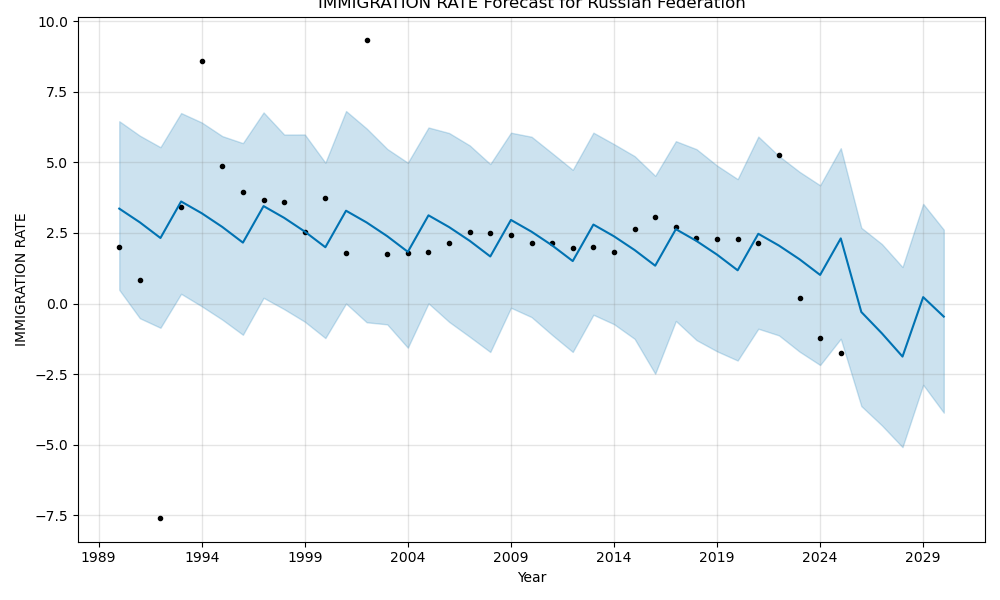 IMMIGRATION RATE Forecast for Russian Federation
10.0
7.5
5.0
2.5
0.0
−2.5
−5.0
−7.5
IMMIGRATION RATE
1989 1994 1999 2004 2009 2014 2019 2024 2029
Year